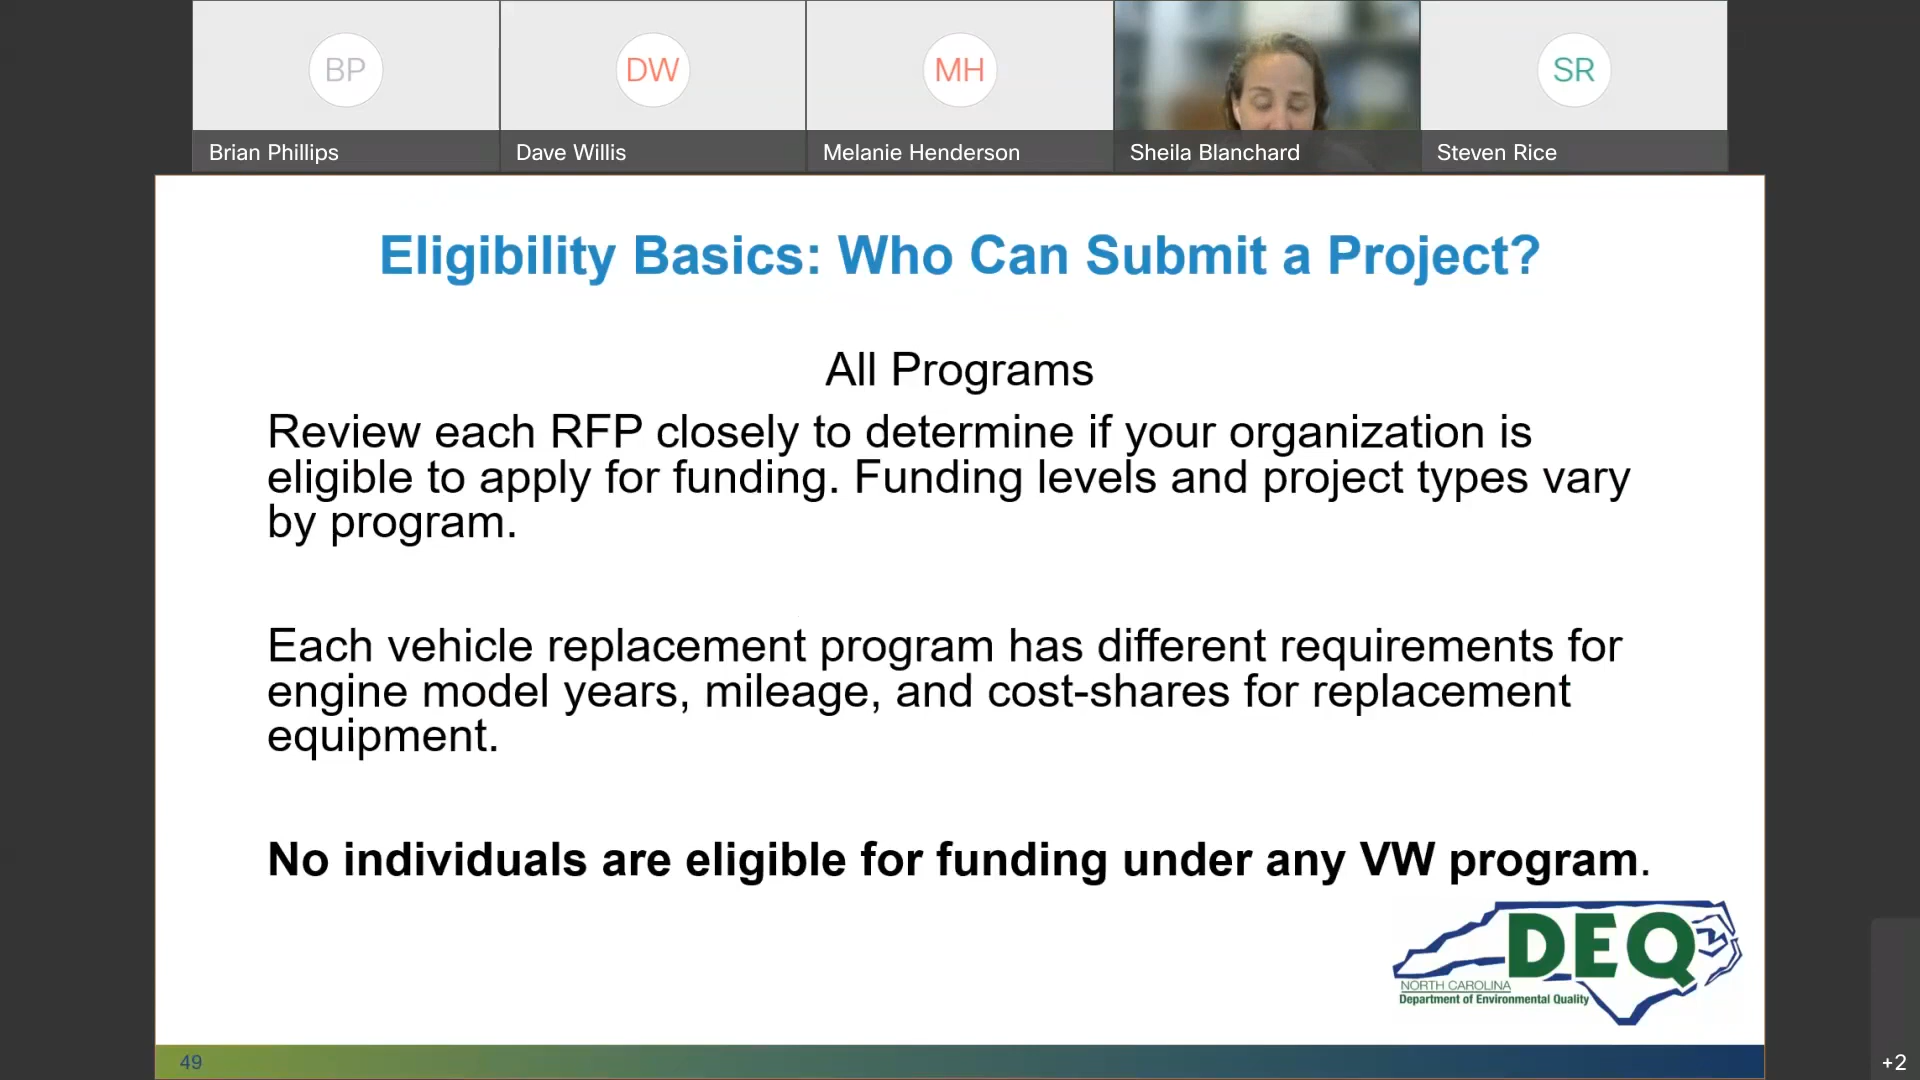 BP
DW
MH
SR
Brian Phillips
Dave Willis
Melanie Henderson
Sheila Blanchard
Steven Rice
Eligibility Basics: Who Can Submit a Project?
All Programs
Review each RFP closely to determine if your organization is
eligible to apply for funding. Funding levels and project types vary
by program.
Each vehicle replacement program has different requirements for
engine model years, mileage, and cost-shares for replacement
equipment.
No individuals are eligible for funding under any VW program.
DEQ
NORTH CAROLINA
Department of Environmental Quality
49
+2